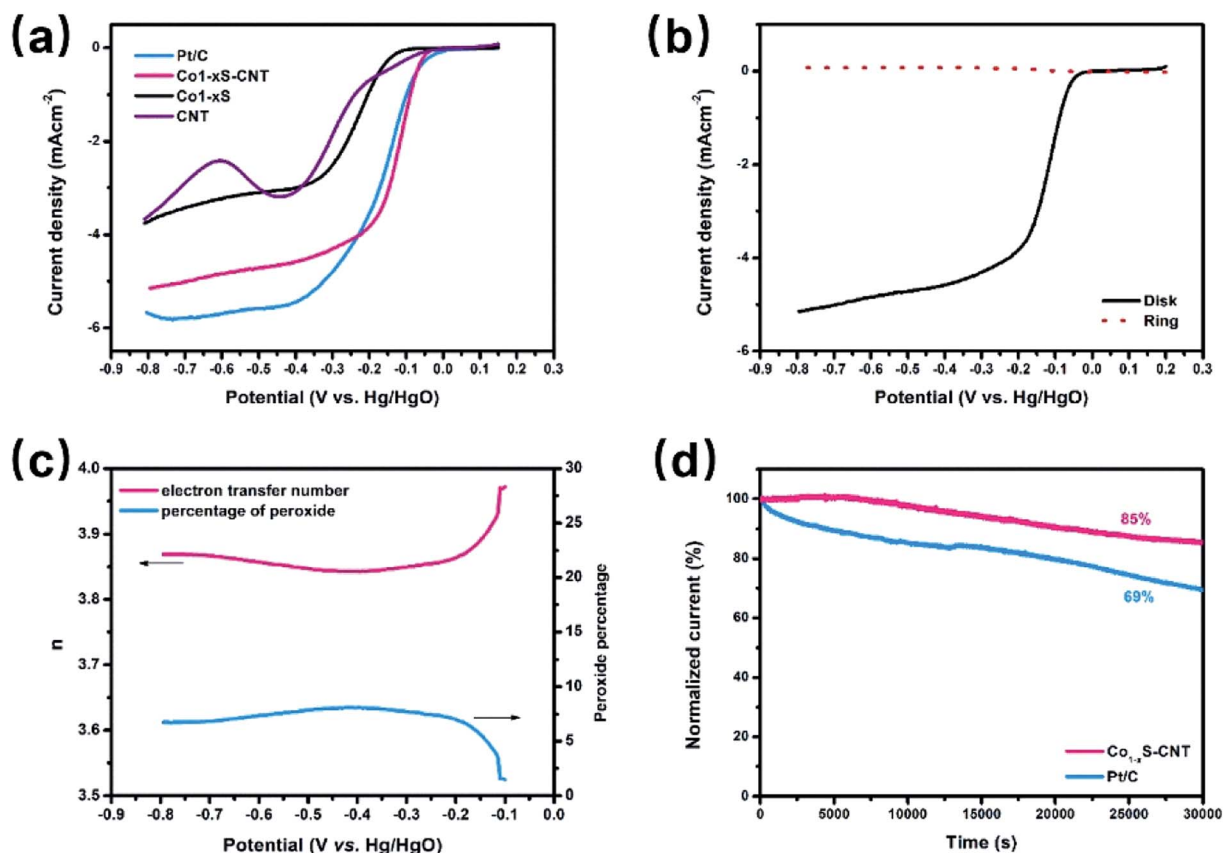 (a)
Pt/C
Co1-xS-CNT
Co1-xS
CNT
0
-2
-4
-6
Current density (mAcm⁻²)
-0.9 -0.8 -0.7 -0.6 -0.5 -0.4 -0.3 -0.2 -0.1 0.0 0.1 0.2 0.3
Potential (V vs. Hg/HgO)
(b)
0
-2
-4
-6
Current density (mAcm⁻²)
Disk
Ring
-0.9 -0.8 -0.7 -0.6 -0.5 -0.4 -0.3 -0.2 -0.1 0.0 0.1 0.2 0.3
Potential (V vs. Hg/HgO)
(c)
electron transfer number
percentage of peroxide
4.0
3.9
3.8
3.7
3.6
3.5
n
30
25
20
15
10
5
0
Peroxide percentage
-0.9 -0.8 -0.7 -0.6 -0.5 -0.4 -0.3 -0.2 -0.1 0.0
Potential (V vs. Hg/HgO)
(d)
100
80
60
40
20
0
Normalized current (%)
85%
69%
Co₁₋ₓS-CNT
Pt/C
0 5000 10000 15000 20000 25000 30000
Time (s)